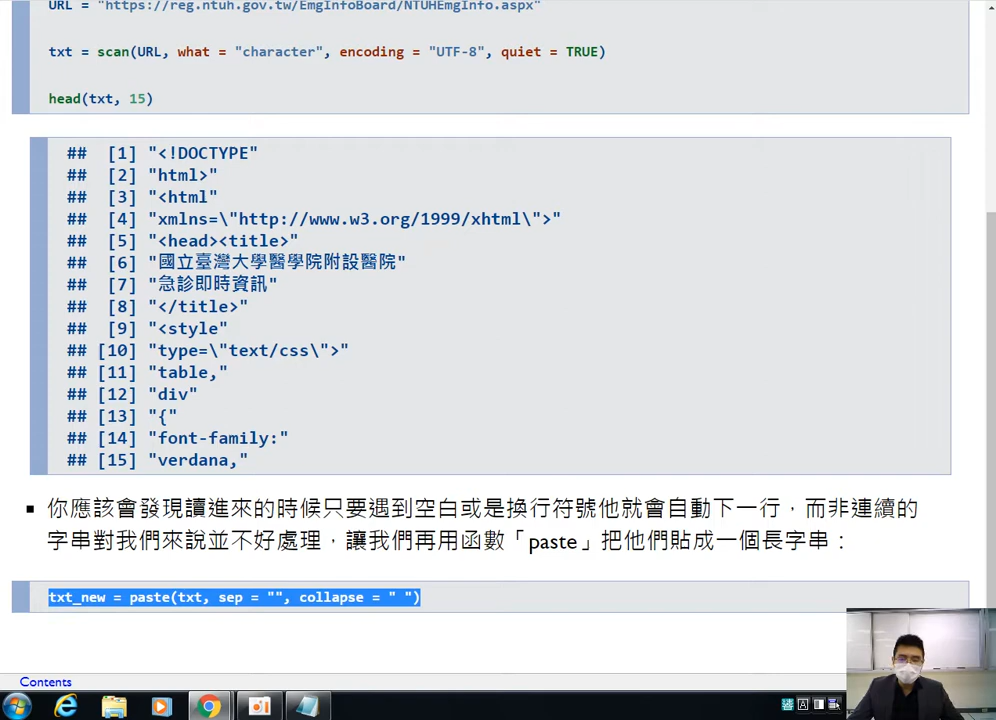 URL = "https://reg.ntuh.gov.tw/EmgInfoBoard/NTUHEmgInfo.aspx"
txt = scan(URL, what = "character", encoding = "UTF-8", quiet = TRUE)
head(txt, 15)
##  [1] "<!DOCTYPE"
##  [2] "html>"
##  [3] "<html"
##  [4] "xmlns=\"http://www.w3.org/1999/xhtml\">"
##  [5] "<head><title>"
##  [6] "國立臺灣大學醫學院附設醫院"
##  [7] "急診即時資訊"
##  [8] "</title>"
##  [9] "<style"
## [10] "type=\"text/css\">"
## [11] "table,"
## [12] "div"
## [13] "{"
## [14] "font-family:"
## [15] "verdana,"
▪ 你應該會發現讀進來的時候只要遇到空白或是換行符號他就會自動下一行，而非連續的
字串對我們來說並不好處理，讓我們再用函數「paste」把他們貼成一個長字串：
txt_new = paste(txt, sep = "", collapse = " ")
Contents